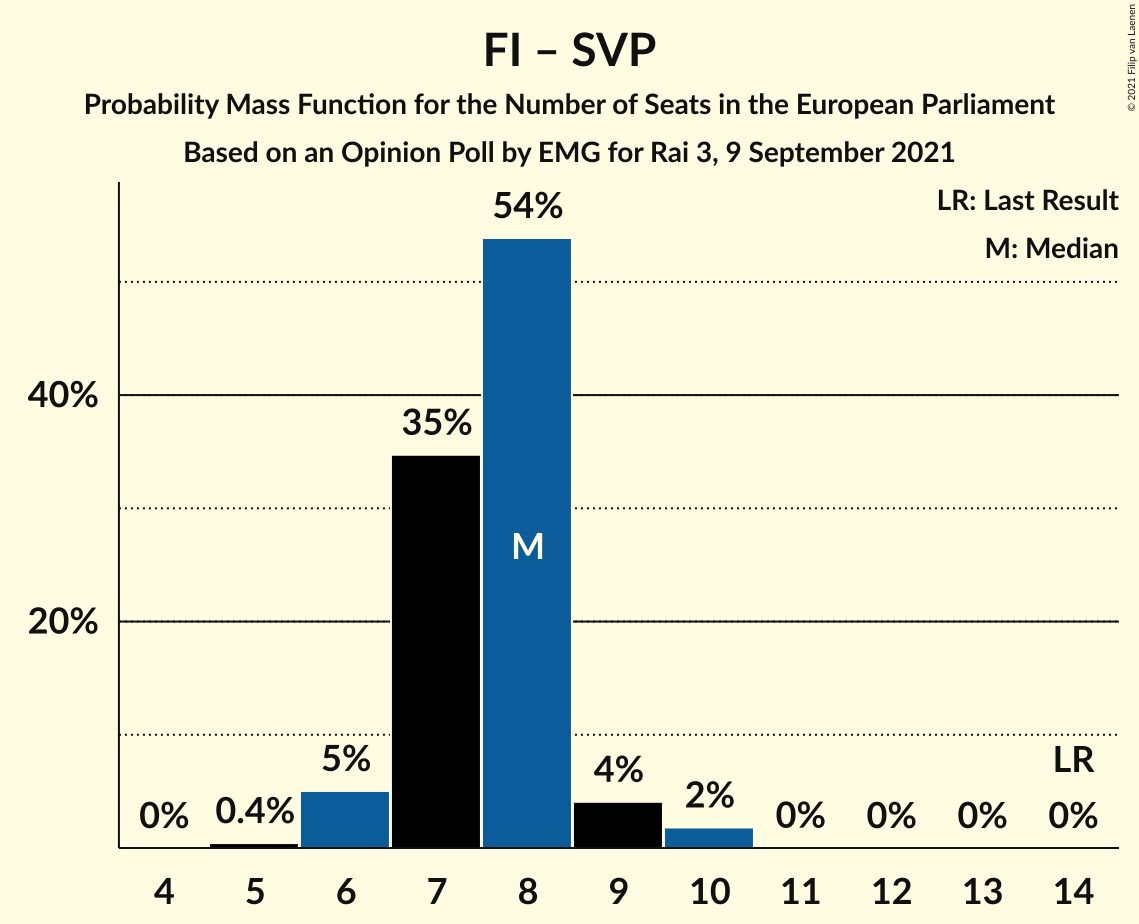 FI – SVP
Probability Mass Function for the Number of Seats in the European Parliament
Based on an Opinion Poll by EMG for Rai 3, 9 September 2021
© 2021 Filip van Laenen
LR: Last Result
M: Median
40%
20%
0%
0.4%
5%
35%
54%
M
4%
2%
0%
0%
0%
LR
0%
4 5 6 7 8 9 10 11 12 13 14